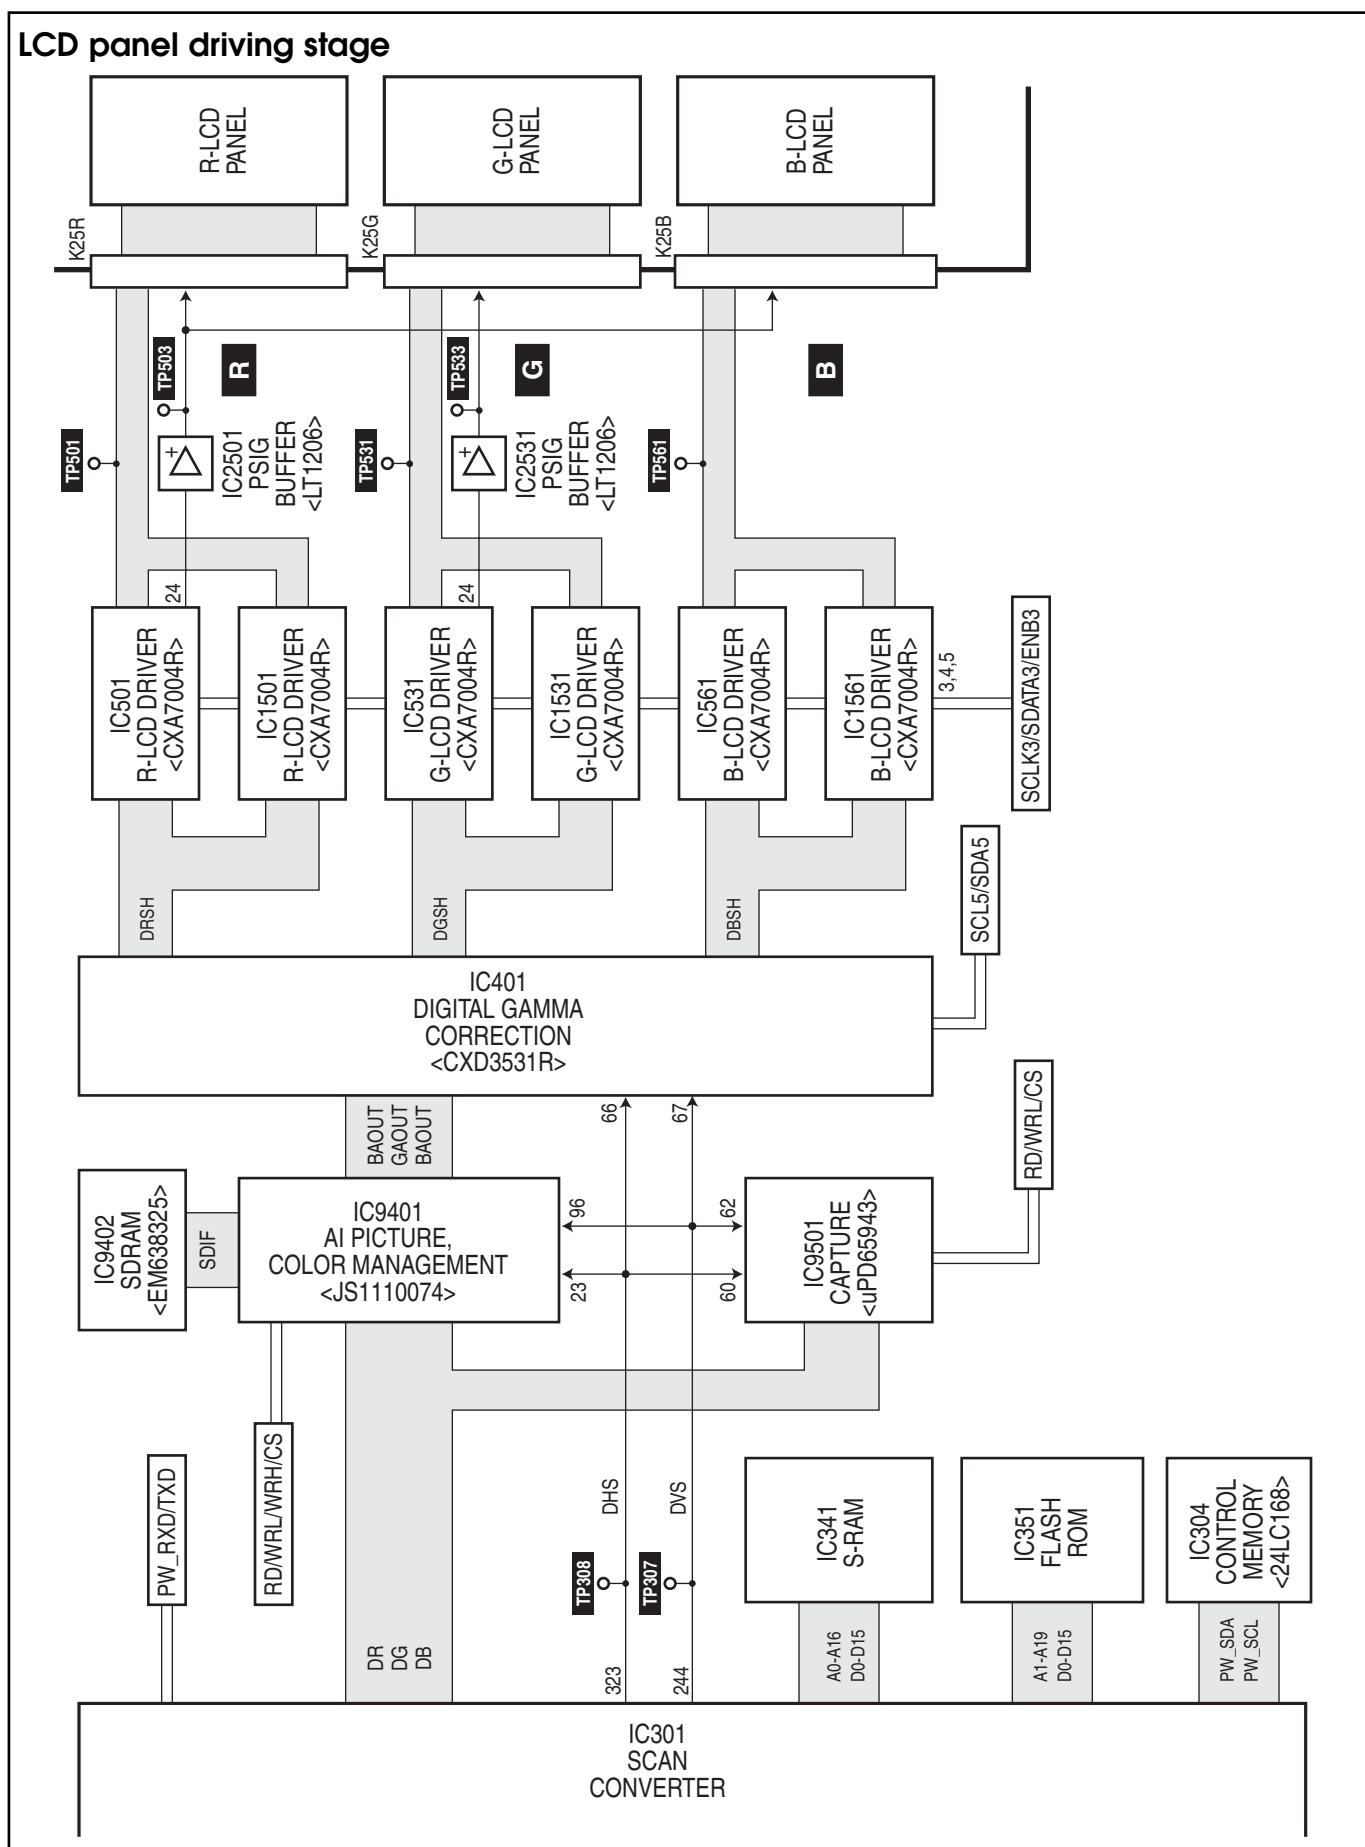 LCD panel driving stage
R-LCD
PANEL
G-LCD
PANEL
B-LCD
PANEL
K25R
K25G
K25B
TP503
R
TP533
G
B
TP501
IC2501
PSIG
BUFFER
<LT1206>
TP531
IC2531
PSIG
BUFFER
<LT1206>
TP561
+
+
24
24
IC501
R-LCD DRIVER
<CXA7004R>
IC1501
R-LCD DRIVER
<CXA7004R>
IC531
G-LCD DRIVER
<CXA7004R>
IC1531
G-LCD DRIVER
<CXA7004R>
IC561
B-LCD DRIVER
<CXA7004R>
IC1561
B-LCD DRIVER
<CXA7004R>
3,4,5
SCLK3/SDATA3/ENB3
DRSH
DGSH
DBSH
SCL5/SDA5
IC401
DIGITAL GAMMA
CORRECTION
<CXD3531R>
BAOUT
GAOUT
BAOUT
66
67
RD/WRL/CS
IC9402
SDRAM
<EM638325>
SDIF
IC9401
AI PICTURE,
COLOR MANAGEMENT
<JS1110074>
96
62
23
60
IC9501
CAPTURE
<uPD65943>
PW_RXD/TXD
RD/WRL/WRH/CS
DHS
DVS
TP308
TP307
IC341
S-RAM
IC351
FLASH
ROM
IC304
CONTROL
MEMORY
<24LC168>
DR
DG
DB
323
244
A0-A16
D0-D15
A1-A19
D0-D15
PW_SDA
PW_SCL
IC301
SCAN
CONVERTER